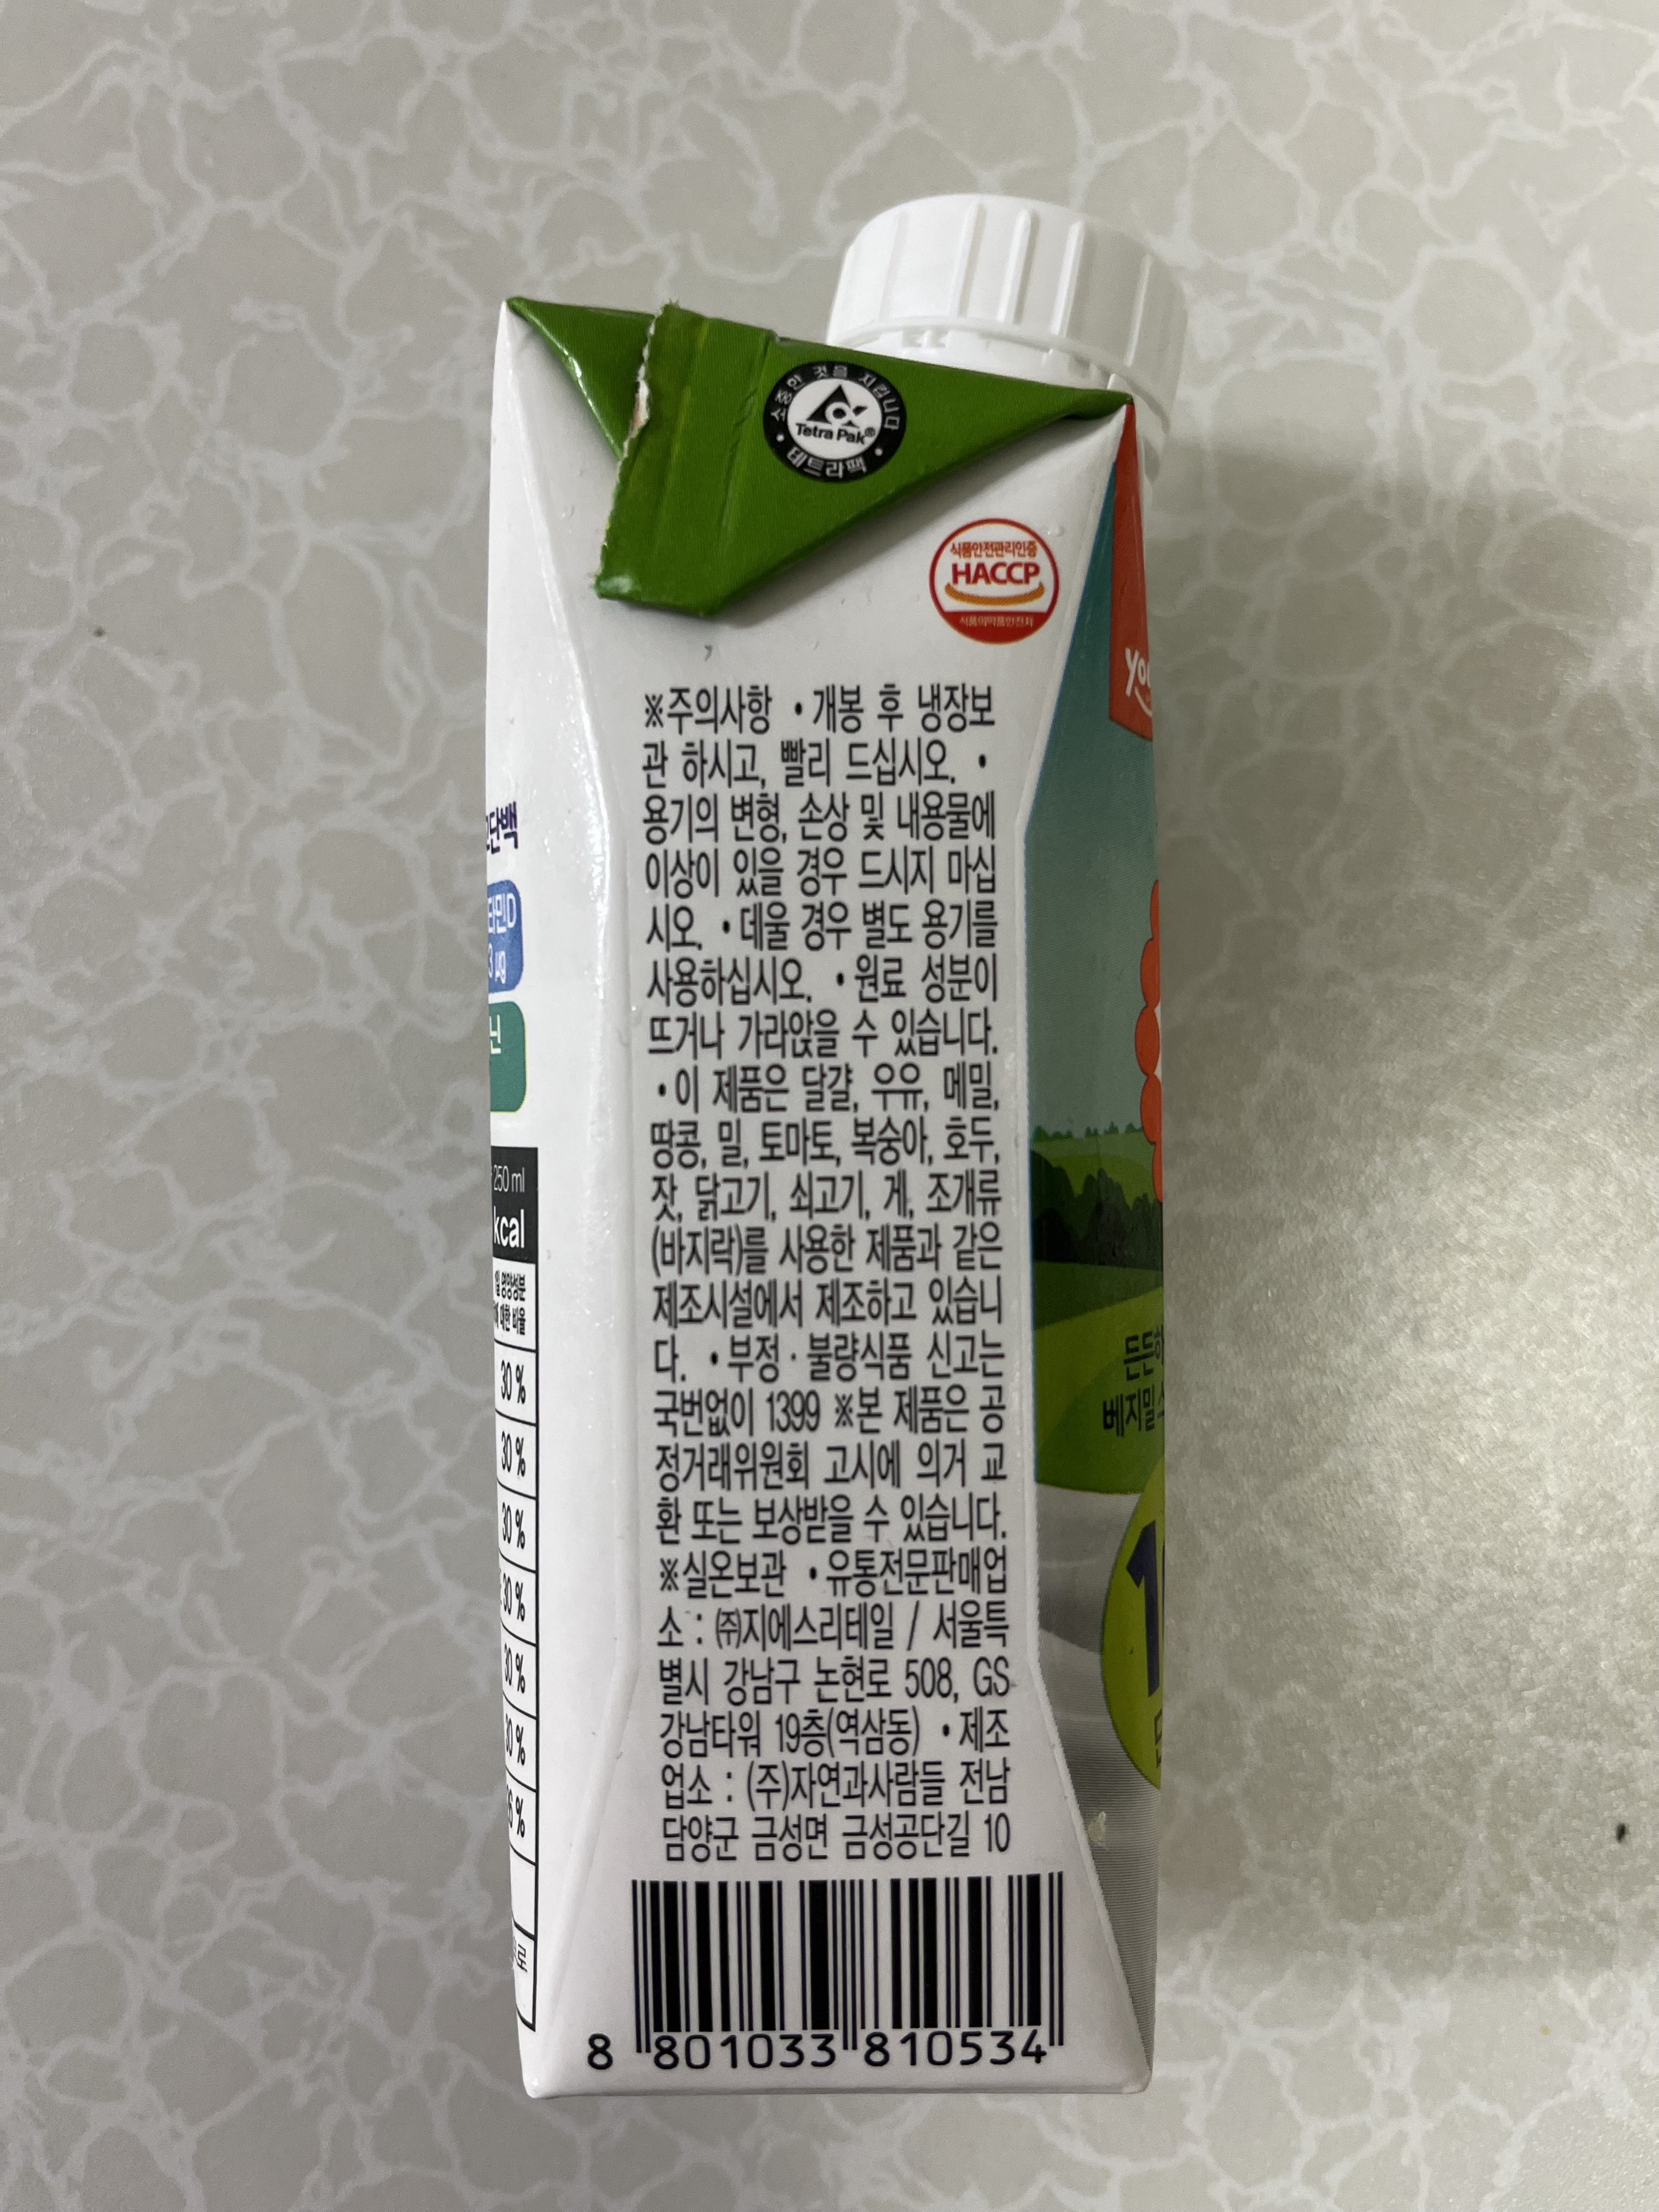 소중한 것을 지킵니다
Tetra Pak®
테트라팩
식품안전관리인증
HACCP
식품의약품안전처
※주의사항 • 개봉 후 냉장보
관 하시고, 빨리 드십시오. •
용기의 변형, 손상 및 내용물에
이상이 있을 경우 드시지 마십
시오. • 데울 경우 별도 용기를
사용하십시오. • 원료 성분이
뜨거나 가라앉을 수 있습니다.
• 이 제품은 달걀, 우유, 메밀,
땅콩, 밀, 토마토, 복숭아, 호두,
잣, 닭고기, 쇠고기, 게, 조개류
(바지락)를 사용한 제품과 같은
제조시설에서 제조하고 있습니
다. • 부정 · 불량식품 신고는
국번없이 1399 ※본 제품은 공
정거래위원회 고시에 의거 교
환 또는 보상받을 수 있습니다.
※실온보관 • 유통전문판매업
소 : ㈜지에스리테일 / 서울특
별시 강남구 논현로 508, GS
강남타워 19층(역삼동) • 제조
업소 : (주)자연과사람들 전남
담양군 금성면 금성공단길 10
8 801033 810534
250 ml
kcal
30 %
30 %
30 %
30 %
30 %
30 %
베지밀